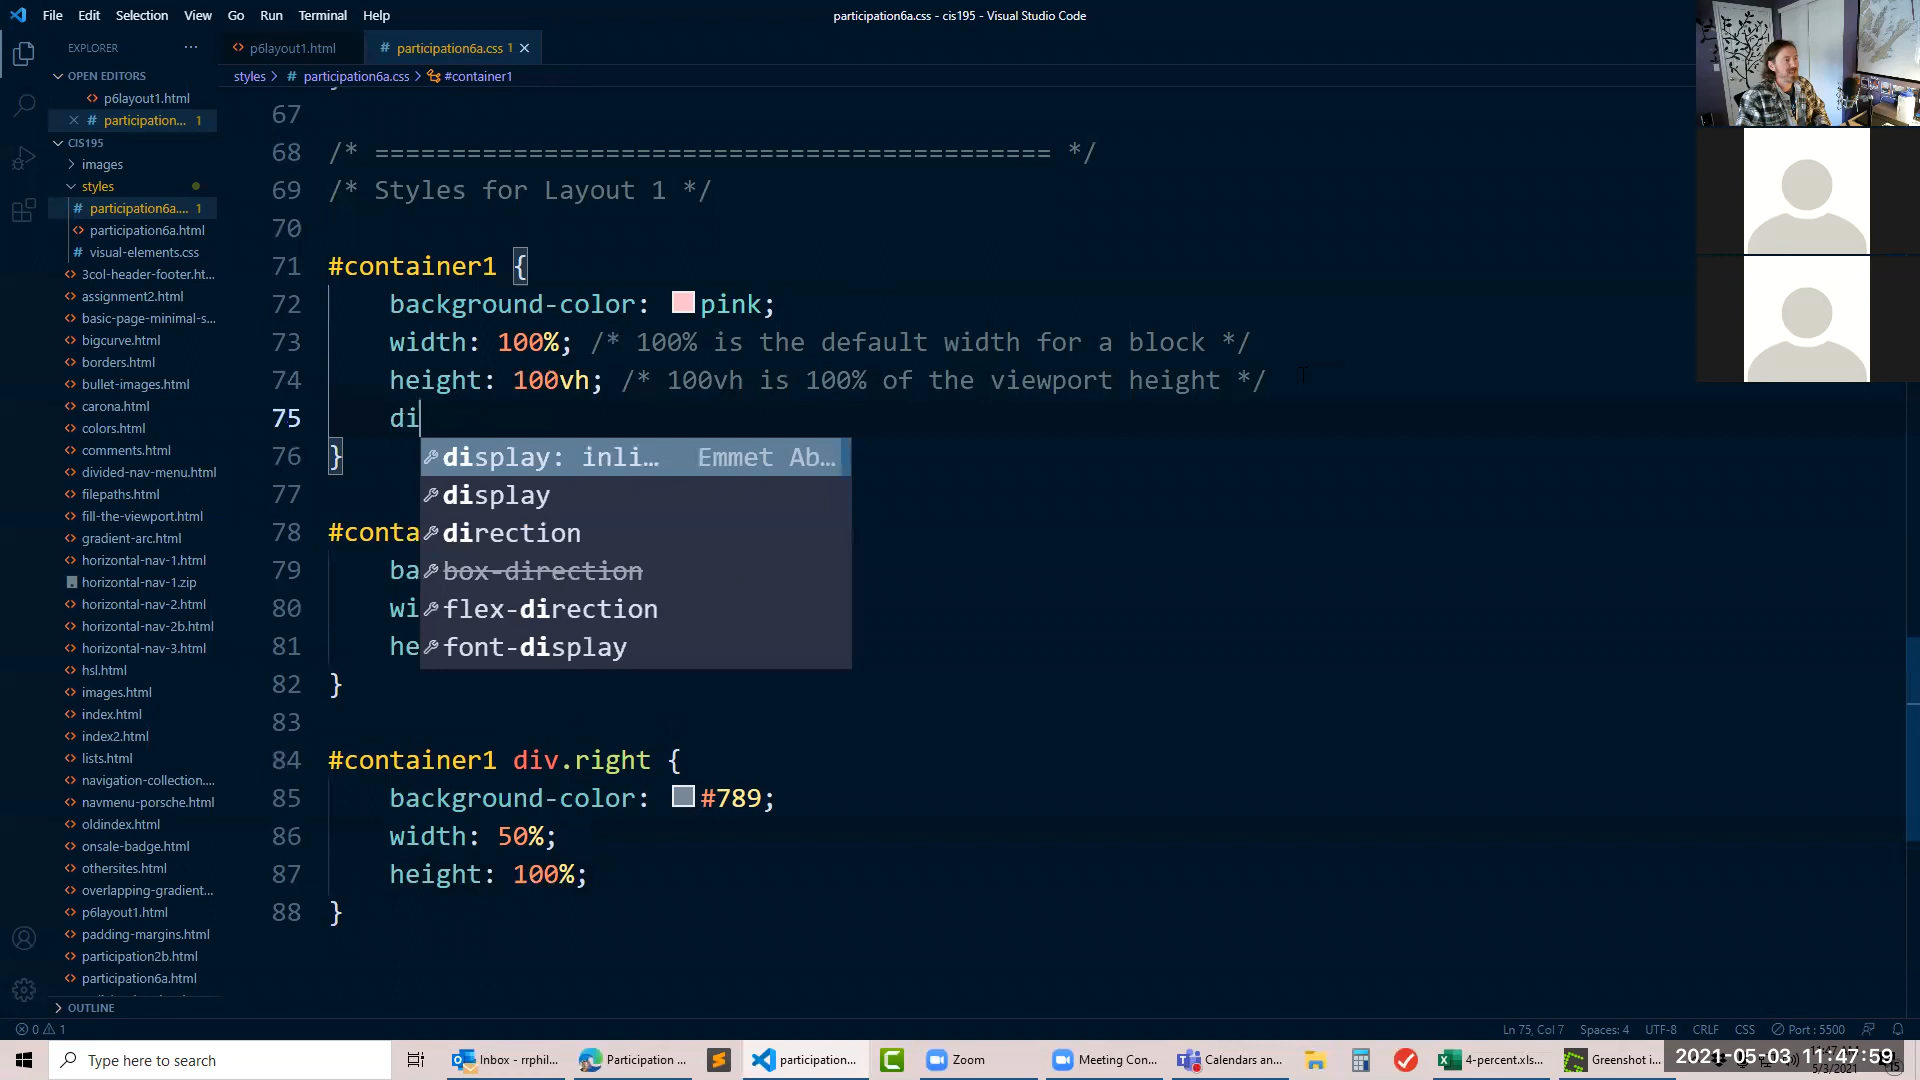 File Edit Selection View Go Run Terminal Help
participation6a.css - cis195 - Visual Studio Code
EXPLORER ···
p6layout1.html
# participation6a.css 1
styles > # participation6a.css > #container1
OPEN EDITORS
p6layout1.html
# participation... 1
CIS195
images
styles
# participation6a.... 1
participation6a.html
# visual-elements.css
3col-header-footer.ht...
assignment2.html
basic-page-minimal-s...
bigcurve.html
borders.html
bullet-images.html
carona.html
colors.html
comments.html
divided-nav-menu.html
filepaths.html
fill-the-viewport.html
gradient-arc.html
horizontal-nav-1.html
horizontal-nav-1.zip
horizontal-nav-2.html
horizontal-nav-2b.html
horizontal-nav-3.html
hsl.html
images.html
index.html
index2.html
lists.html
navigation-collection....
navmenu-porsche.html
oldindex.html
onsale-badge.html
othersites.html
overlapping-gradient...
p6layout1.html
padding-margins.html
participation2b.html
participation6a.html
OUTLINE
67
68 /* ============================================ */
69 /* Styles for Layout 1 */
70
71 #container1 {
72 background-color: pink;
73 width: 100%; /* 100% is the default width for a block */
74 height: 100vh; /* 100vh is 100% of the viewport height */
75 di
76 }
77
78 #conta
79 ba
80 wi
81 he
82 }
83
84 #container1 div.right {
85 background-color: #789;
86 width: 50%;
87 height: 100%;
88 }
display: inli... Emmet Ab...
display
direction
box-direction
flex-direction
font-display
0 1
Ln 75, Col 7 Spaces: 4 UTF-8 CRLF CSS Port : 5500
Type here to search
Inbox - rrphil...
Participation ...
participation...
Zoom
Meeting Con...
Calendars an...
4-percent.xls...
Greenshot i...
2021-05-03 11:47:59
5/3/2021